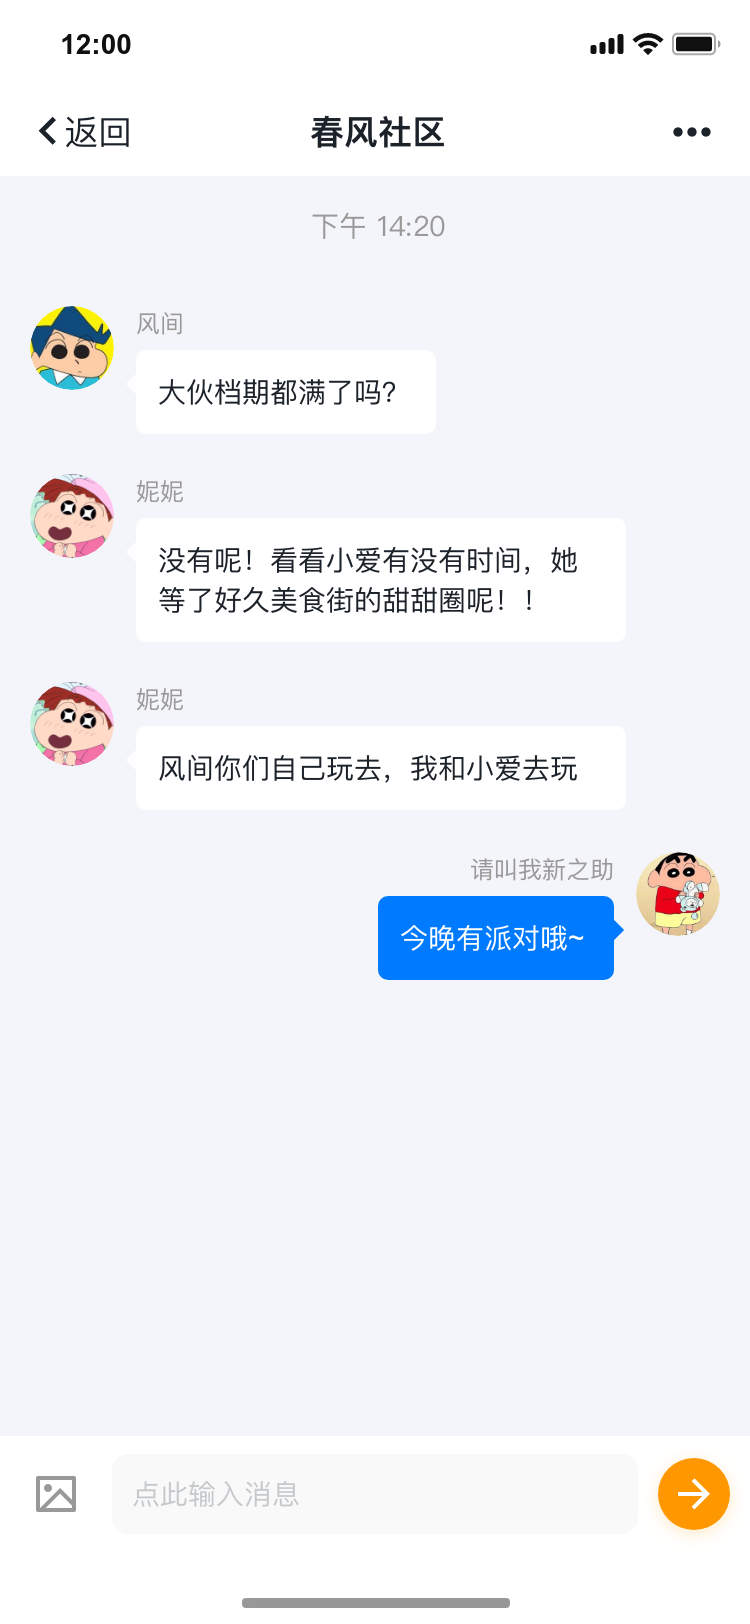 12:00
返回
春风社区
下午 14:20
风间
大伙档期都满了吗？
妮妮
没有呢！看看小爱有没有时间，她
等了好久美食街的甜甜圈呢！！
妮妮
风间你们自己玩去，我和小爱去玩
请叫我新之助
今晚有派对哦~
点此输入消息